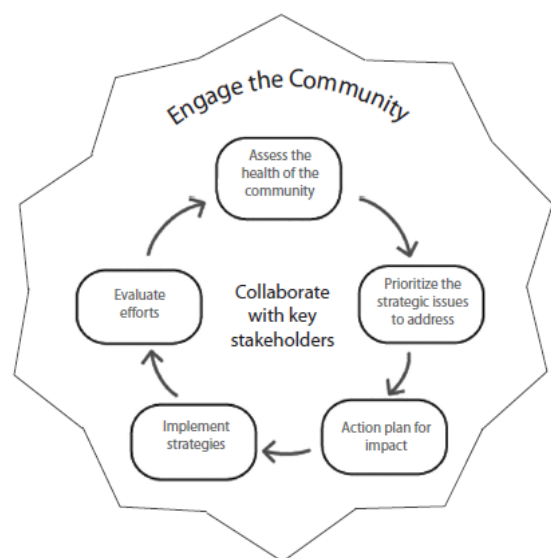 Engage the Community
Assess the
health of the
community
Prioritize the
strategic issues
to address
Action plan for
impact
Implement
strategies
Evaluate
efforts
Collaborate
with key
stakeholders